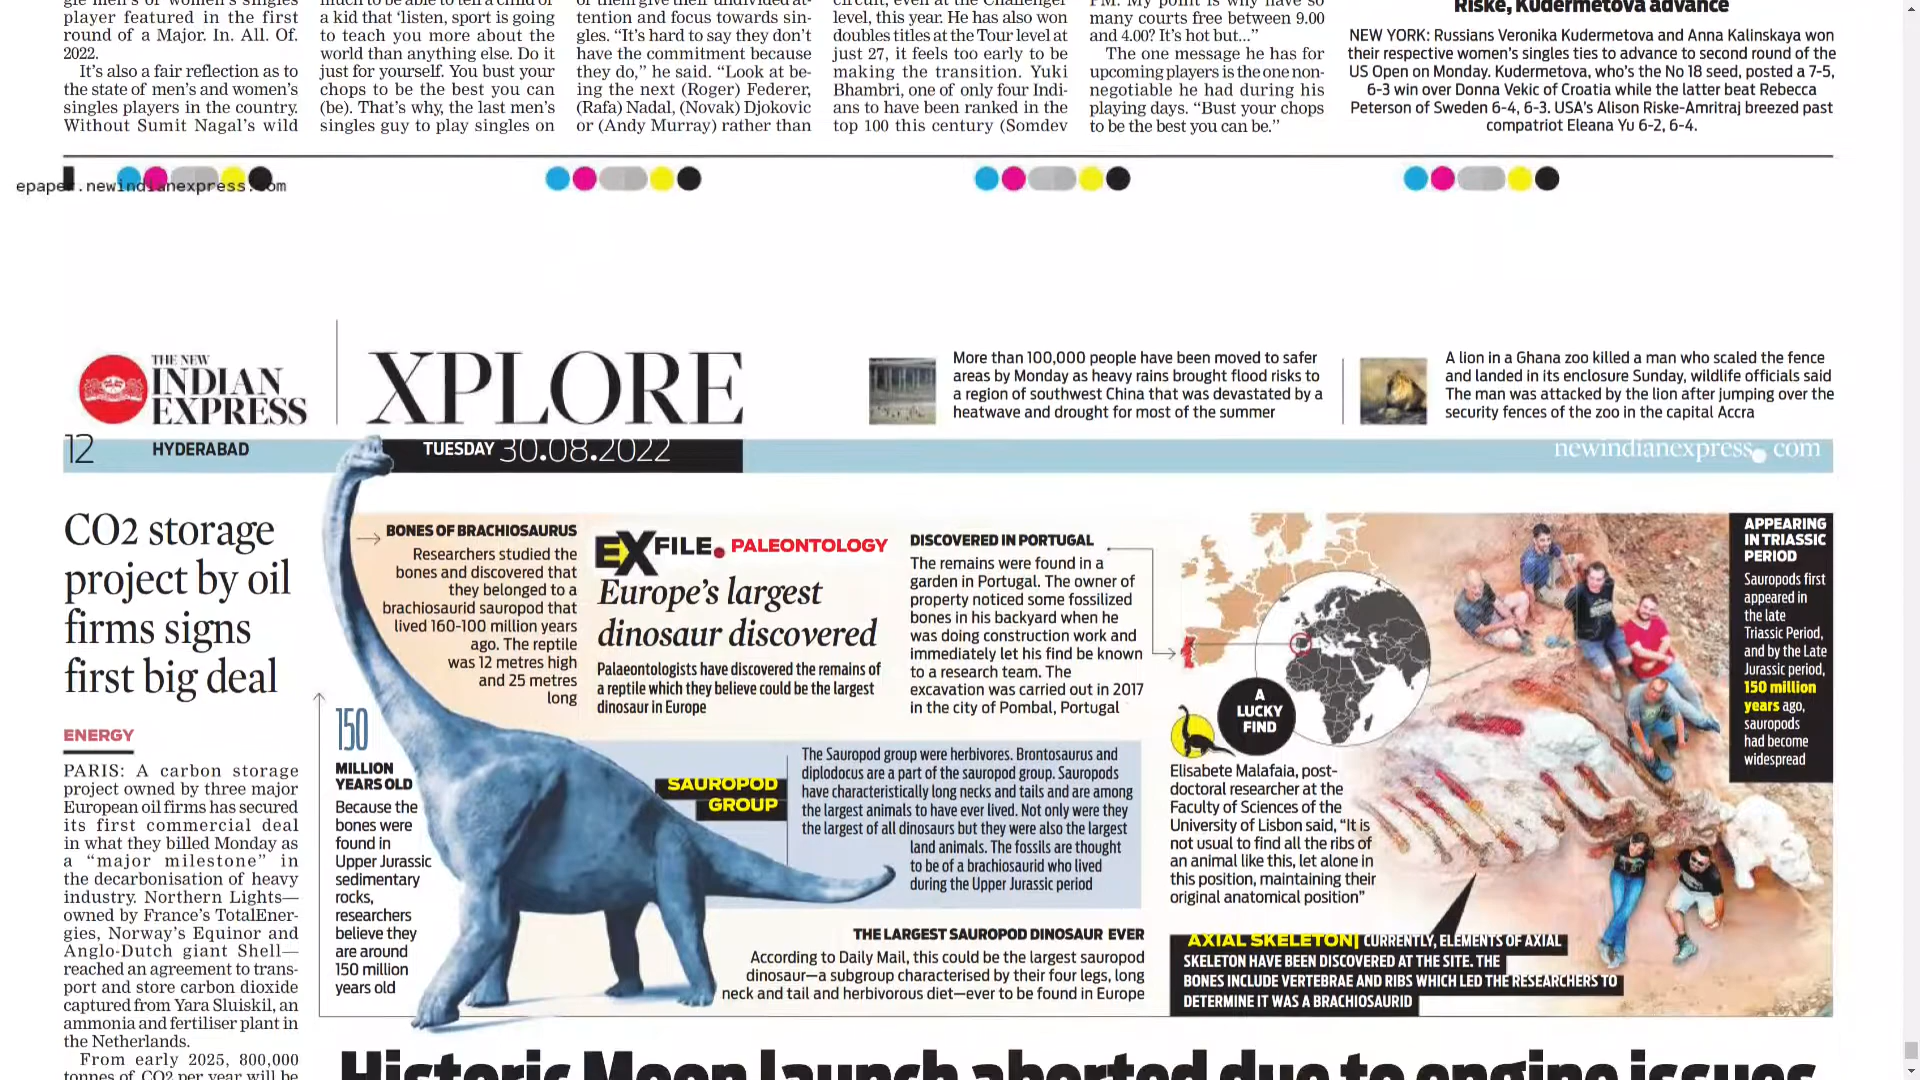 gle men's or women's singles
player featured in the first
round of a Major. In. All. Of.
2022.
It's also a fair reflection as to
the state of men's and women's
singles players in the country.
Without Sumit Nagal's wild
a kid that 'listen, sport is going
to teach you more about the
world than anything else. Do it
just for yourself. You bust your
chops to be the best you can
(be). That's why, the last men's
singles guy to play singles on
tention and focus towards sin-
gles. "It's hard to say they don't
have the commitment because
they do," he said. "Look at be-
ing the next (Roger) Federer,
(Rafa) Nadal, (Novak) Djokovic
or (Andy Murray) rather than
circuit, even at the Challenger
level, this year. He has also won
doubles titles at the Tour level at
just 27, it feels too early to be
making the transition. Yuki
Bhambri, one of only four Indi-
ans to have been ranked in the
top 100 this century (Somdev
PM. My point is why have so
many courts free between 9.00
and 4.00? It's hot but..."
The one message he has for
upcoming players is the one non-
negotiable he had during his
playing days. "Bust your chops
to be the best you can be."
Riske, Kudermetova advance
NEW YORK: Russians Veronika Kudermetova and Anna Kalinskaya won
their respective women's singles ties to advance to second round of the
US Open on Monday. Kudermetova, who's the No 18 seed, posted a 7-5,
6-3 win over Donna Vekic of Croatia while the latter beat Rebecca
Peterson of Sweden 6-4, 6-3. USA's Alison Riske-Amritraj breezed past
compatriot Eleana Yu 6-2, 6-4.
epaper.newindianexpress.com
THE NEW
INDIAN
EXPRESS
XPLORE
More than 100,000 people have been moved to safer
areas by Monday as heavy rains brought flood risks to
a region of southwest China that was devastated by a
heatwave and drought for most of the summer
A lion in a Ghana zoo killed a man who scaled the fence
and landed in its enclosure Sunday, wildlife officials said
The man was attacked by the lion after jumping over the
security fences of the zoo in the capital Accra
12
HYDERABAD
TUESDAY 30.08.2022
newindianexpress.com
CO2 storage
project by oil
firms signs
first big deal
ENERGY
PARIS: A carbon storage
project owned by three major
European oil firms has secured
its first commercial deal
in what they billed Monday as
a "major milestone" in
the decarbonisation of heavy
industry. Northern Lights—
owned by France's TotalEner-
gies, Norway's Equinor and
Anglo-Dutch giant Shell—
reached an agreement to trans-
port and store carbon dioxide
captured from Yara Sluiskil, an
ammonia and fertiliser plant in
the Netherlands.
From early 2025, 800,000
tonnes of CO2 per year will be
BONES OF BRACHIOSAURUS
Researchers studied the
bones and discovered that
they belonged to a
brachiosaurid sauropod that
lived 160-100 million years
ago. The reptile
was 12 metres high
and 25 metres
long
150
MILLION
YEARS OLD
Because the
bones were
found in
Upper Jurassic
sedimentary
rocks,
researchers
believe they
are around
150 million
years old
EXFILE. PALEONTOLOGY
Europe's largest
dinosaur discovered
Palaeontologists have discovered the remains of
a reptile which they believe could be the largest
dinosaur in Europe
DISCOVERED IN PORTUGAL
The remains were found in a
garden in Portugal. The owner of
property noticed some fossilized
bones in his backyard when he
was doing construction work and
immediately let his find be known
to a research team. The
excavation was carried out in 2017
in the city of Pombal, Portugal
SAUROPOD
GROUP
The Sauropod group were herbivores. Brontosaurus and
diplodocus are a part of the sauropod group. Sauropods
have characteristically long necks and tails and are among
the largest animals to have ever lived. Not only were they
the largest of all dinosaurs but they were also the largest
land animals. The fossils are thought
to be of a brachiosaurid who lived
during the Upper Jurassic period
THE LARGEST SAUROPOD DINOSAUR EVER
According to Daily Mail, this could be the largest sauropod
dinosaur—a subgroup characterised by their four legs, long
neck and tail and herbivorous diet—ever to be found in Europe
A
LUCKY
FIND
Elisabete Malafaia, post-
doctoral researcher at the
Faculty of Sciences of the
University of Lisbon said, "It is
not usual to find all the ribs of
an animal like this, let alone in
this position, maintaining their
original anatomical position"
AXIAL SKELETON| CURRENTLY, ELEMENTS OF AXIAL
SKELETON HAVE BEEN DISCOVERED AT THE SITE. THE
BONES INCLUDE VERTEBRAE AND RIBS WHICH LED THE RESEARCHERS TO
DETERMINE IT WAS A BRACHIOSAURID
APPEARING
IN TRIASSIC
PERIOD
Sauropods first
appeared in
the late
Triassic Period,
and by the Late
Jurassic period,
150 million
years ago,
sauropods
had become
widespread
Historic Moon launch aborted due to engine issues